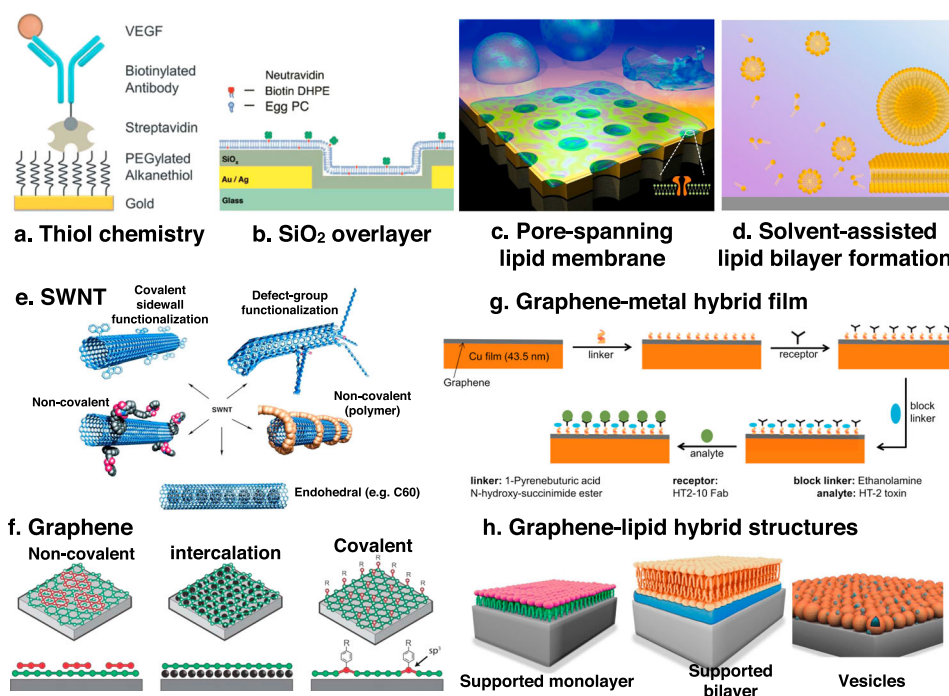 VEGF
Biotinylated
Antibody
Streptavidin
PEGylated
Alkanethiol
Gold
a. Thiol chemistry
Neutravidin
Biotin DHPE
Egg PC
SiOₓ
Au / Ag
Glass
b. SiO₂ overlayer
c. Pore-spanning
lipid membrane
d. Solvent-assisted
lipid bilayer formation
e. SWNT
Covalent
sidewall
functionalization
Defect-group
functionalization
Non-covalent
SWNT
Non-covalent
(polymer)
Endohedral (e.g. C60)
f. Graphene
Non-covalent
intercalation
Covalent
R
R
R
R
R
R
R
R
R
R
sp³
g. Graphene-metal hybrid film
Cu film (43.5 nm)
Graphene
linker
receptor
block
linker
analyte
linker: 1-Pyrenebuturic acid
N-hydroxy-succinimide ester
receptor:
HT2-10 Fab
block linker: Ethanolamine
analyte: HT-2 toxin
h. Graphene-lipid hybrid structures
Supported monolayer
Supported
bilayer
Vesicles